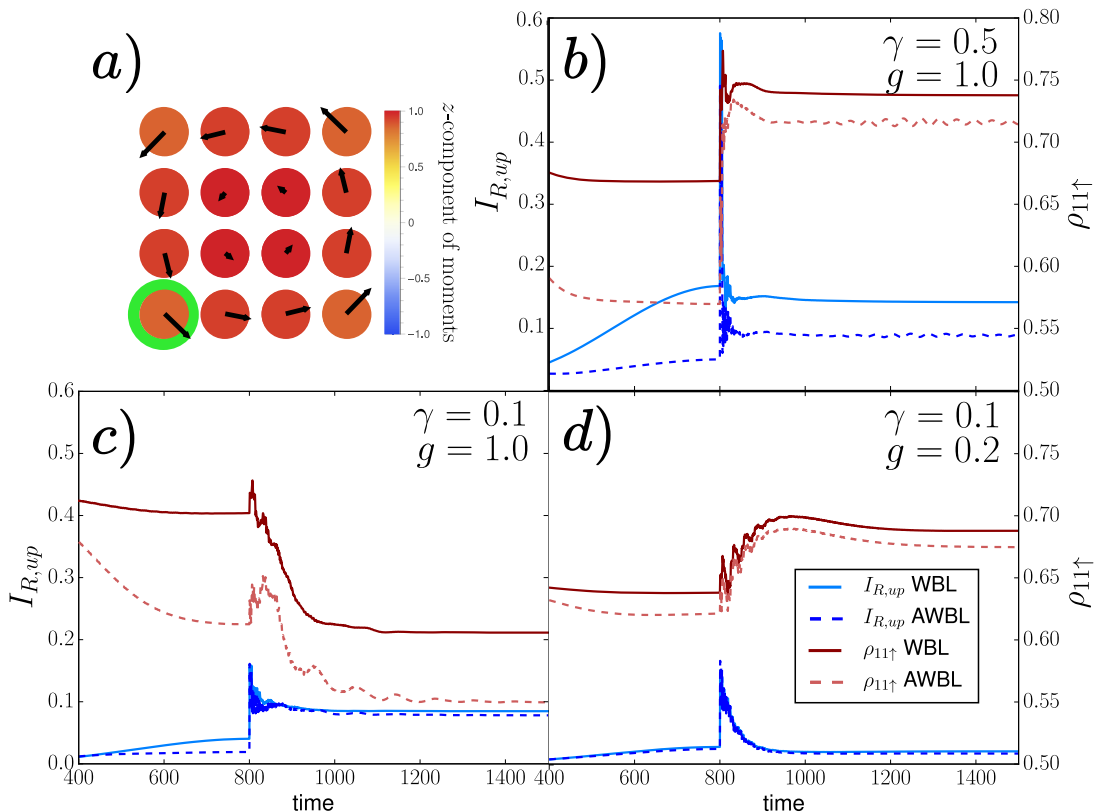 a)
1.0
0.5
0
−0.5
−1.0
z-component of moments
b)
γ = 0.5
g = 1.0
0.6
0.5
0.4
0.3
0.2
0.1
I_{R,up}
0.80
0.75
0.70
0.65
0.60
0.55
0.50
ρ_{11↑}
c)
γ = 0.1
g = 1.0
0.6
0.5
0.4
0.3
0.2
0.1
0.0
I_{R,up}
400
600
800
1000
1200
1400
time
d)
γ = 0.1
g = 0.2
0.75
0.70
0.65
0.60
0.55
0.50
ρ_{11↑}
I_{R,up} WBL
I_{R,up} AWBL
ρ_{11↑} WBL
ρ_{11↑} AWBL
400
600
800
1000
1200
1400
time